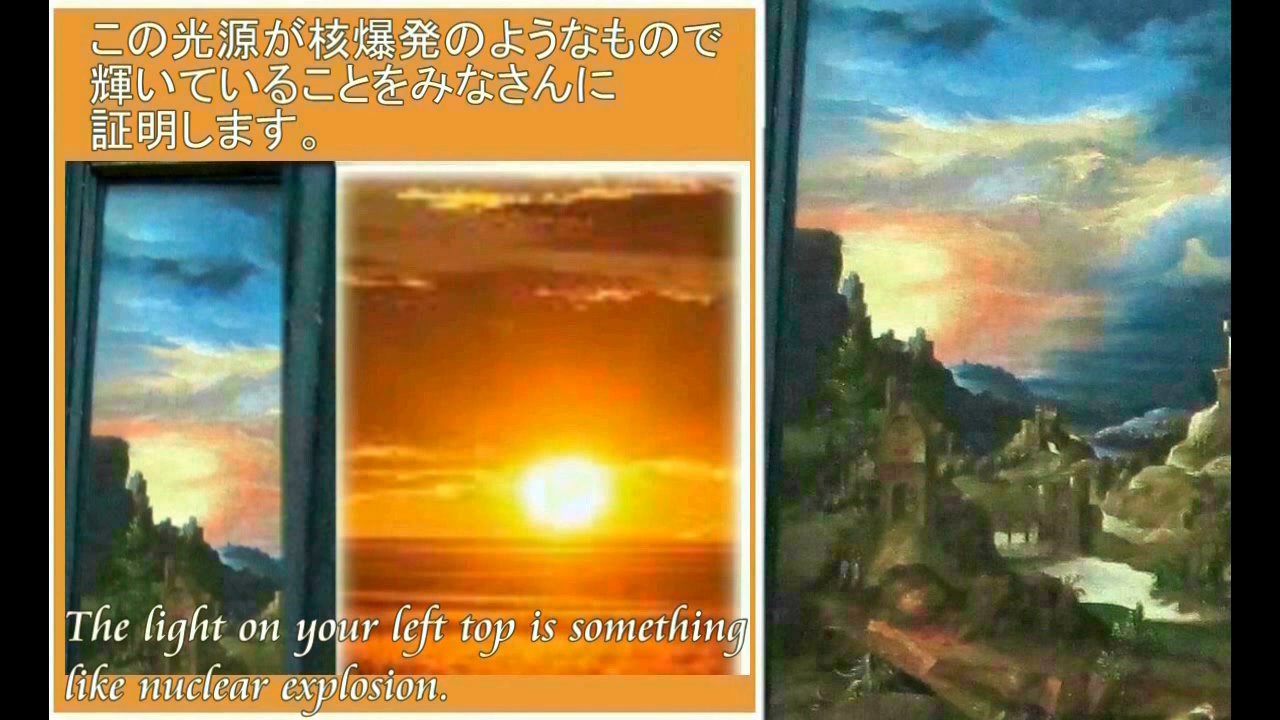 この光源が核爆発のようなもので
輝いていることをみなさんに
証明します。
The light on your left top is something
like nuclear explosion.